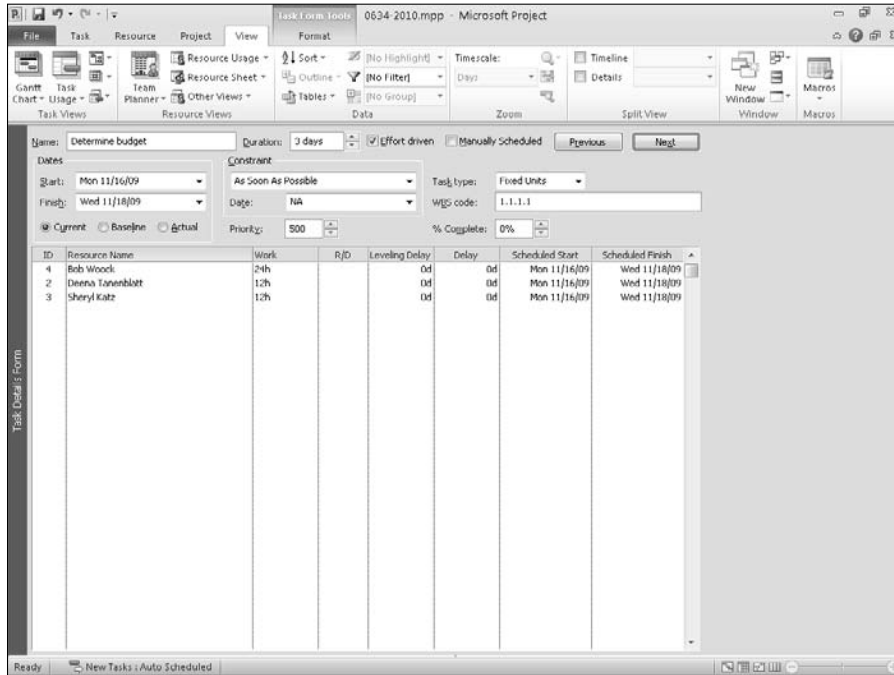 Task Form Tools 0634-2010.mpp - Microsoft Project
File Task Resource Project View Format
Gantt Chart Task Usage Team Planner Resource Usage Resource Sheet Other Views Sort Outline Tables [No Highlight] [No Filter] [No Group] Timescale: Days Timeline Details New Window Macros
Task Views Resource Views Data Zoom Split View Window Macros
Name: Determine budget Duration: 3 days Effort driven Manually Scheduled Previous Next
Dates Constraint
Start: Mon 11/16/09 As Soon As Possible Task type: Fixed Units
Finish: Wed 11/18/09 Date: NA WBS code: 1.1.1.1
Current Baseline Actual Priority: 500 % Complete: 0%
ID Resource Name Work R/D Leveling Delay Delay Scheduled Start Scheduled Finish
4 Bob Woock 24h 0d 0d Mon 11/16/09 Wed 11/18/09
2 Deena Tanenblatt 12h 0d 0d Mon 11/16/09 Wed 11/18/09
3 Sheryl Katz 12h 0d 0d Mon 11/16/09 Wed 11/18/09
Task Details Form
Ready New Tasks : Auto Scheduled